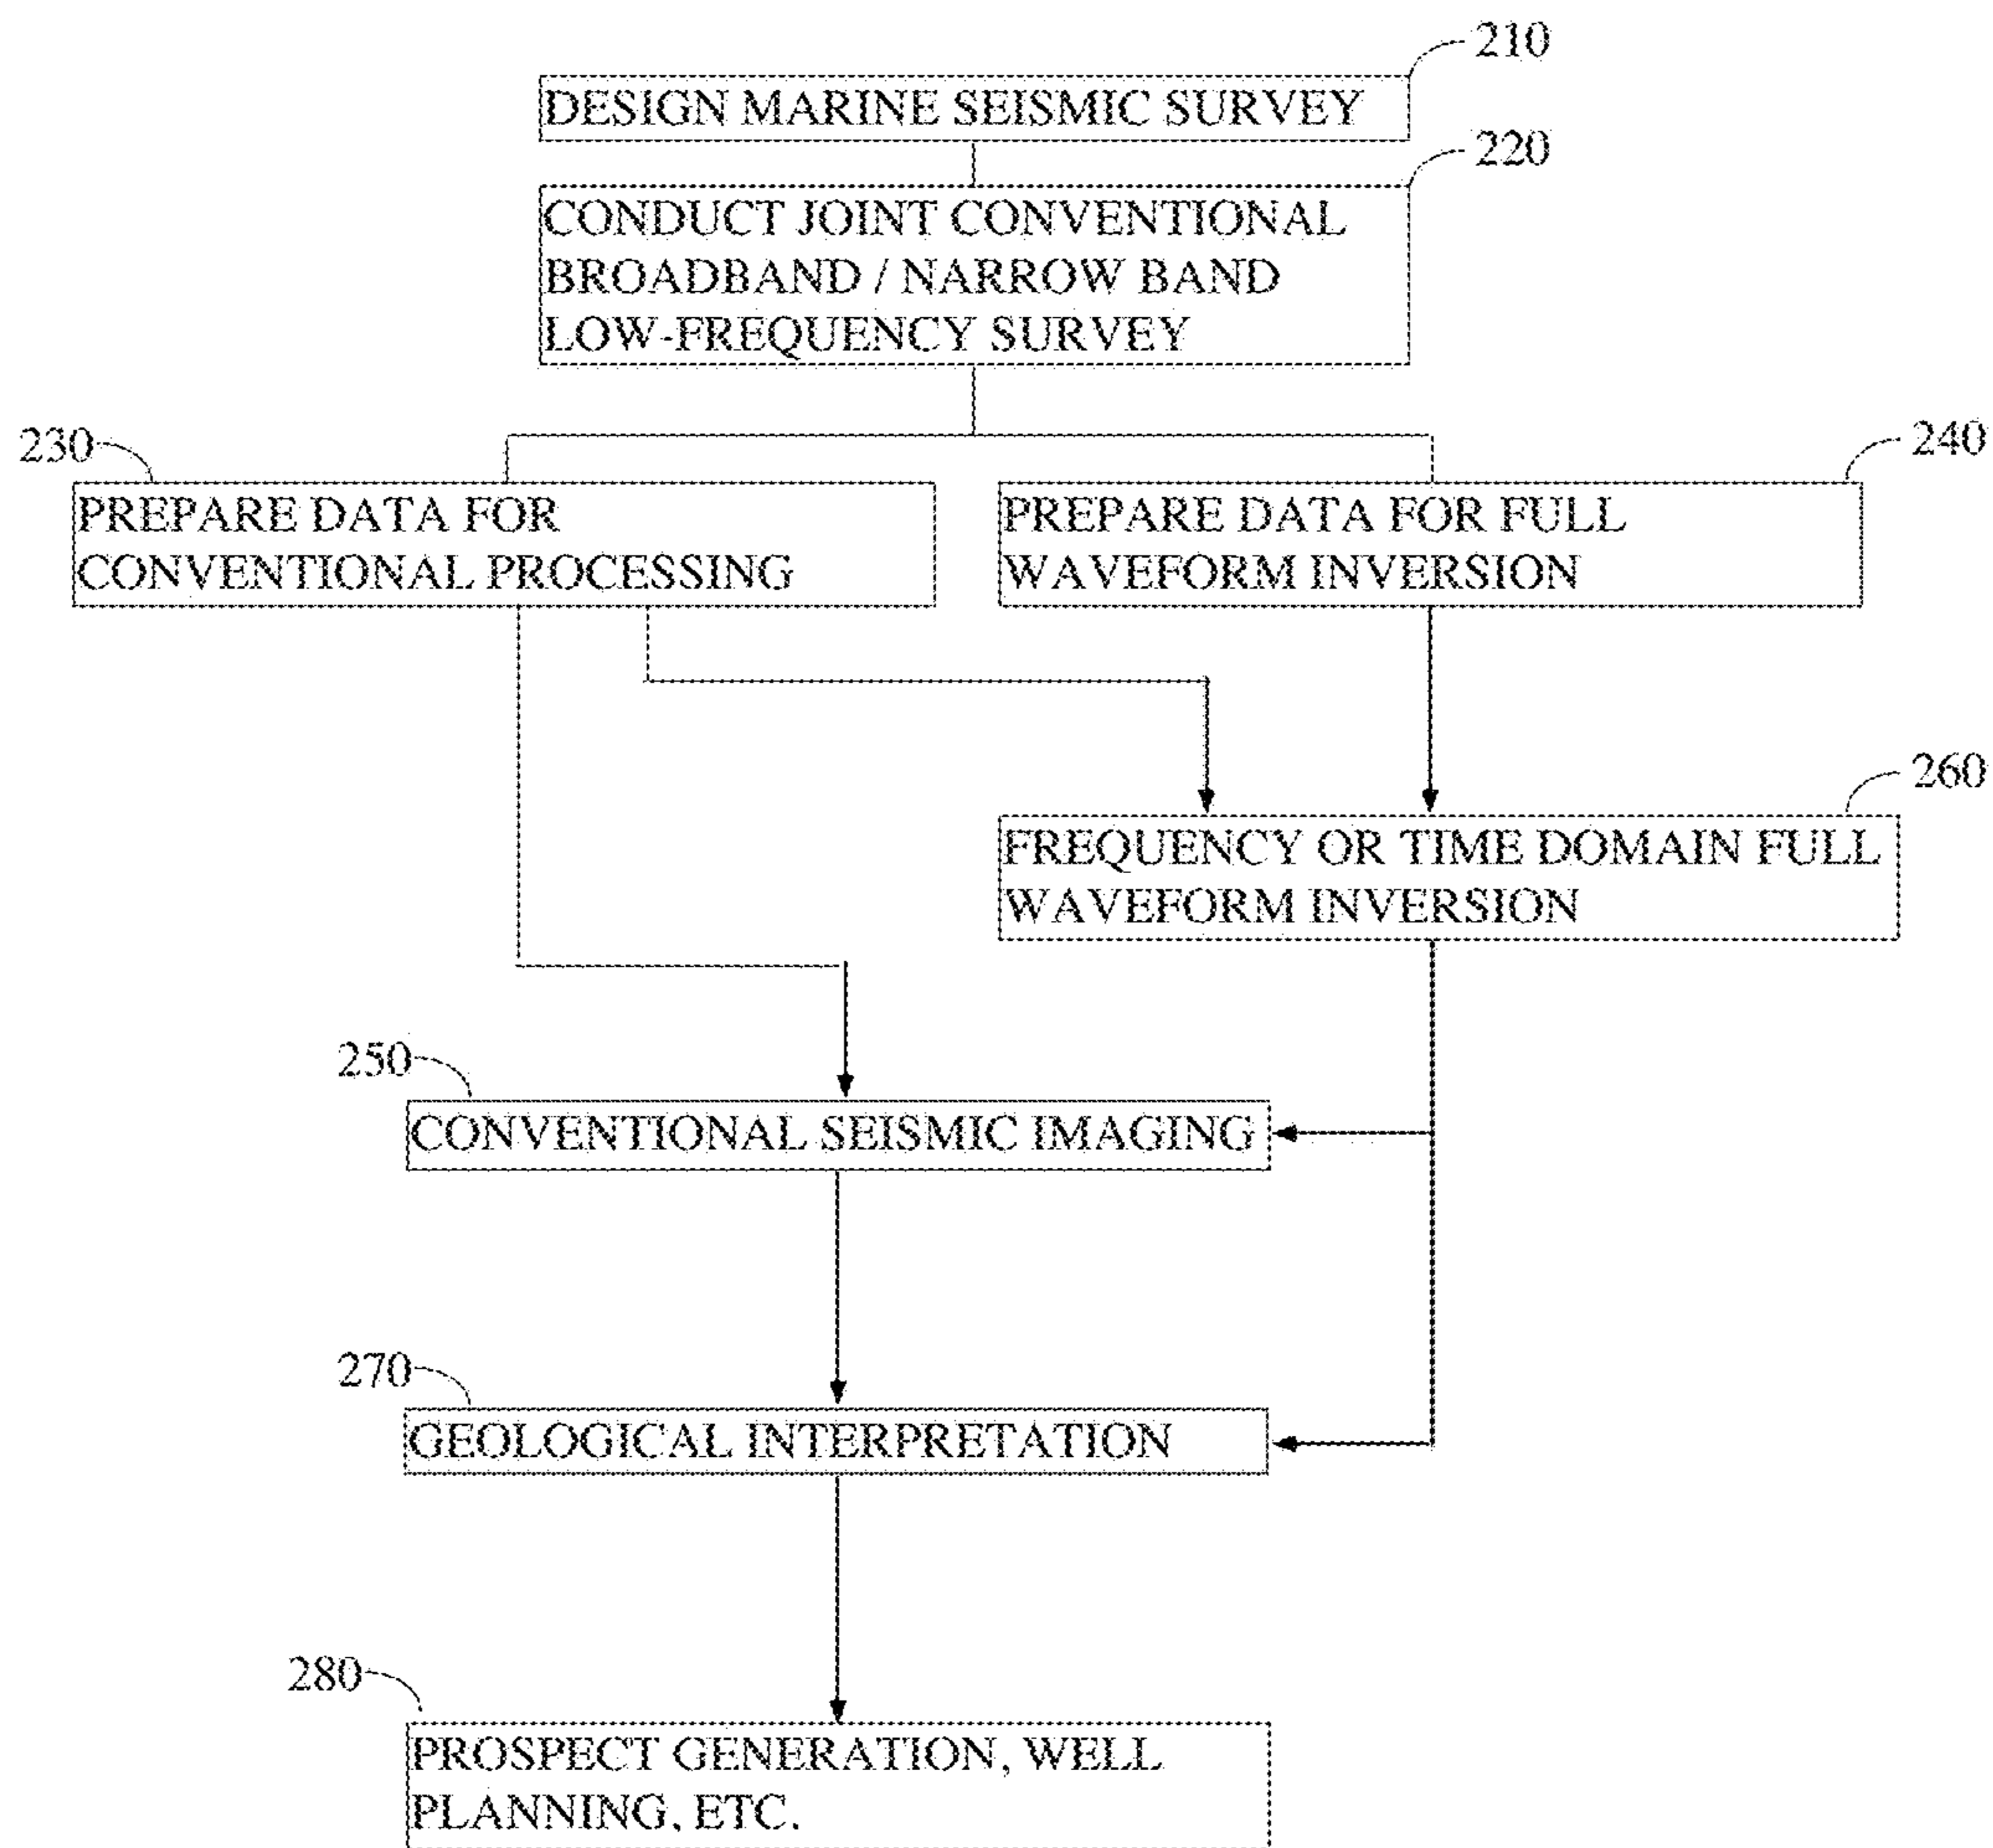 210
DESIGN MARINE SEISMIC SURVEY
220
CONDUCT JOINT CONVENTIONAL
BROADBAND / NARROW BAND
LOW-FREQUENCY SURVEY
230
PREPARE DATA FOR
CONVENTIONAL PROCESSING
240
PREPARE DATA FOR FULL
WAVEFORM INVERSION
260
FREQUENCY OR TIME DOMAIN FULL
WAVEFORM INVERSION
250
CONVENTIONAL SEISMIC IMAGING
270
GEOLOGICAL INTERPRETATION
280
PROSPECT GENERATION, WELL
PLANNING, ETC.